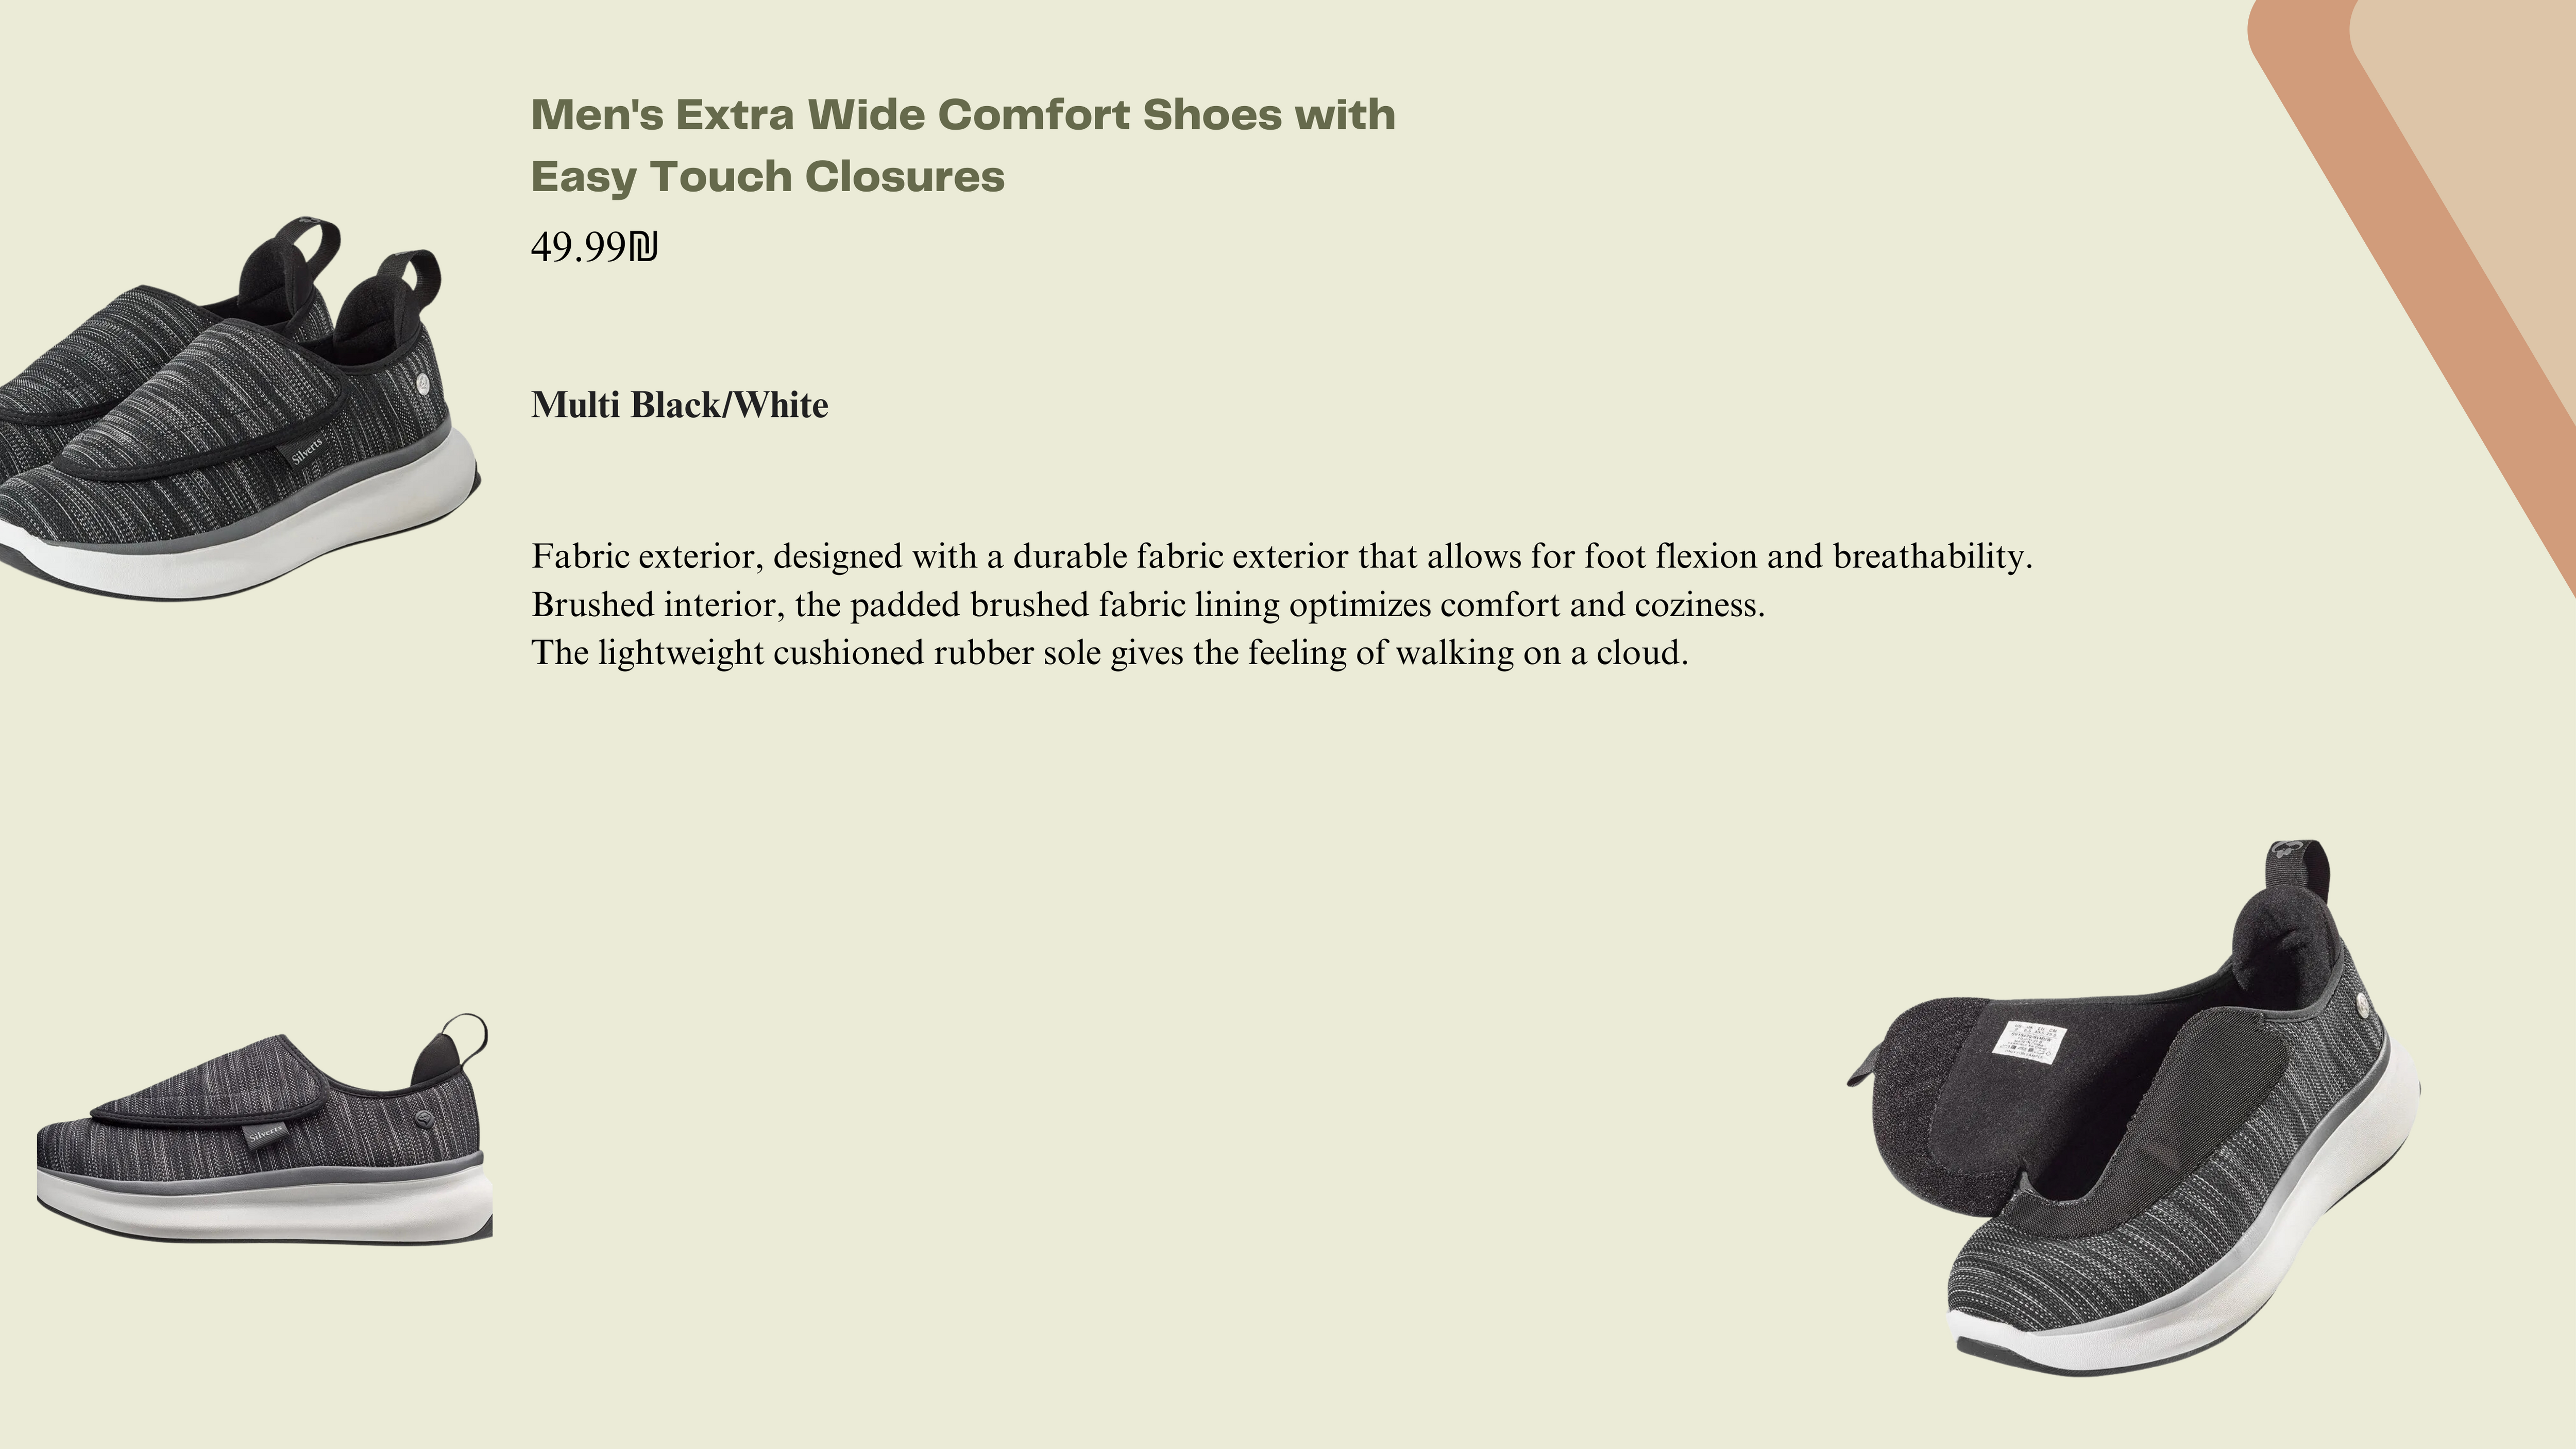 Men's Extra Wide Comfort Shoes with
Easy Touch Closures
49.99₪
Multi Black/White
Fabric exterior, designed with a durable fabric exterior that allows for foot flexion and breathability.
Brushed interior, the padded brushed fabric lining optimizes comfort and coziness.
The lightweight cushioned rubber sole gives the feeling of walking on a cloud.
Silverts
Silverts